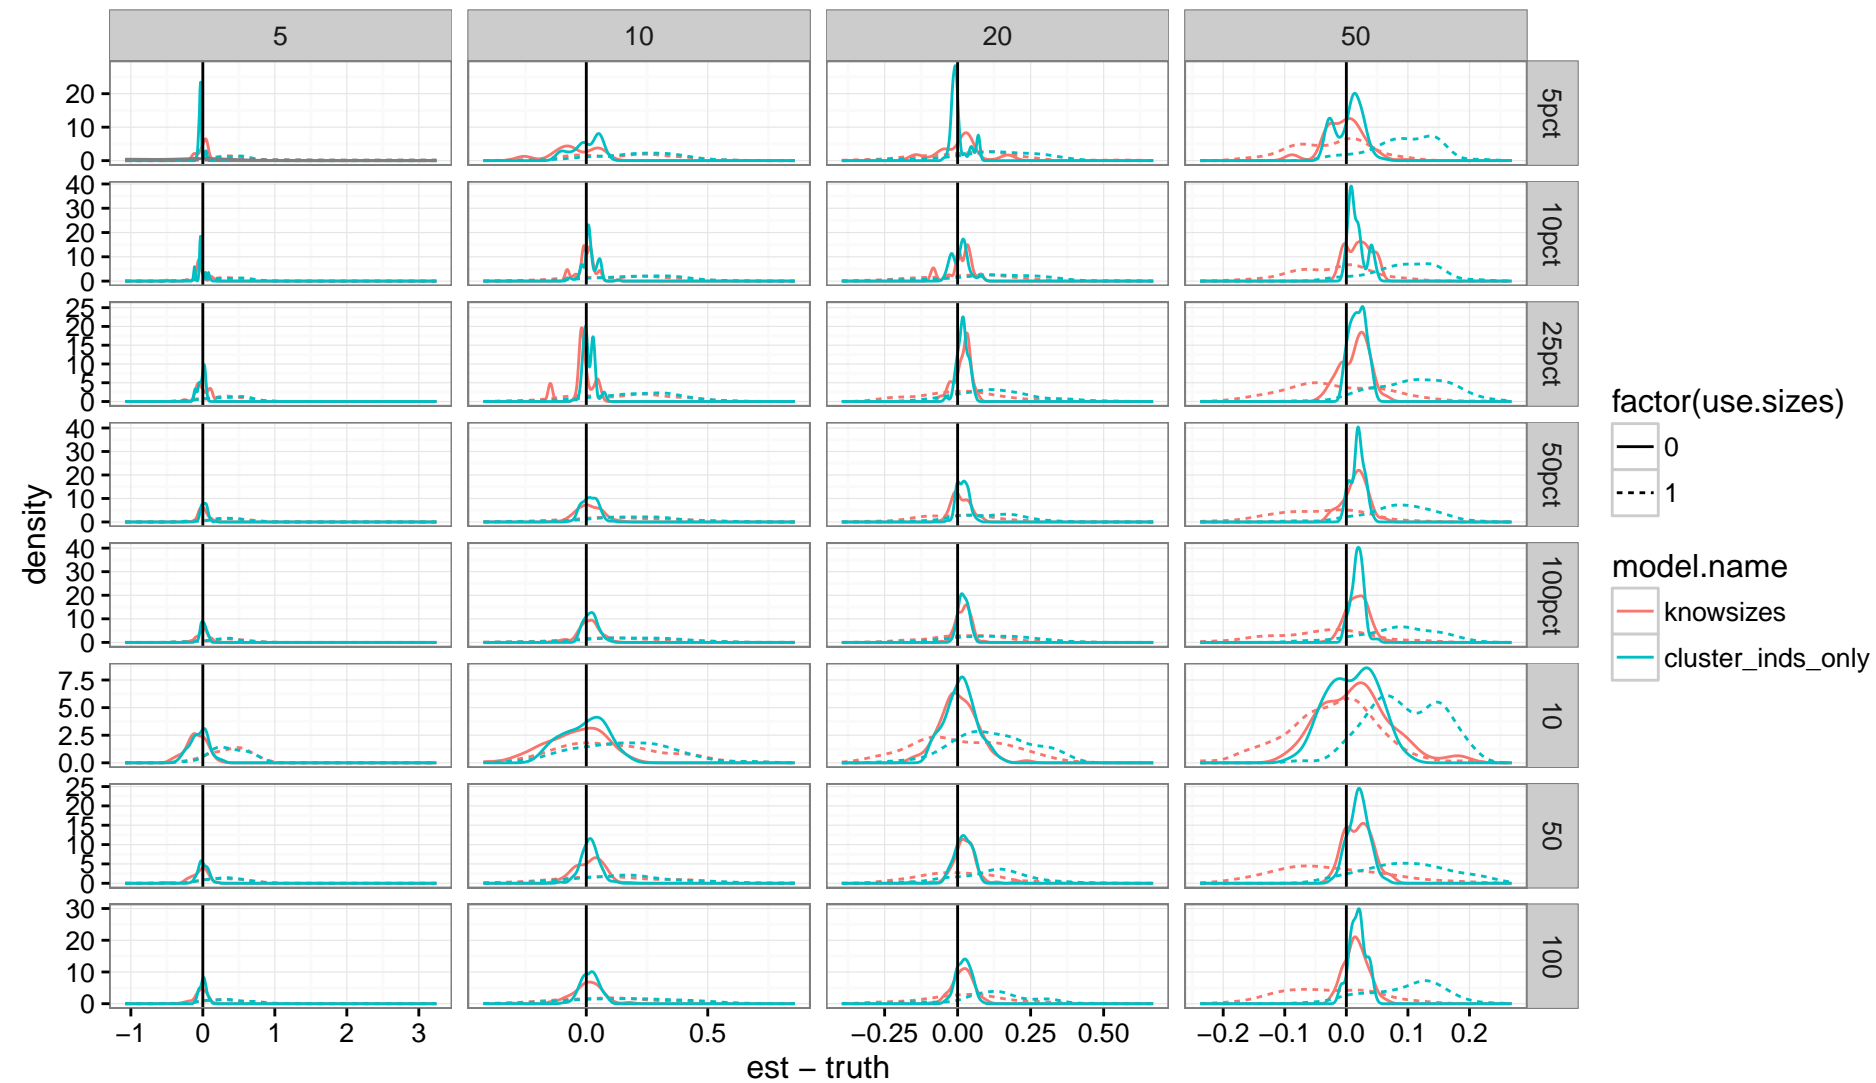 5 10 20 50
20
10
0
5pct
40
30
20
10
0
10pct
25
20
15
10
5
0
25pct
40
30
20
10
0
50pct
40
30
20
10
0
100pct
7.5
5.0
2.5
0.0
10
25
20
15
10
5
0
50
30
20
10
0
100
−1 0 1 2 3
0.0 0.5
−0.25 0.00 0.25 0.50
−0.2 −0.1 0.0 0.1 0.2
est − truth
density
factor(use.sizes)
0
1
model.name
knowsizes
cluster_inds_only